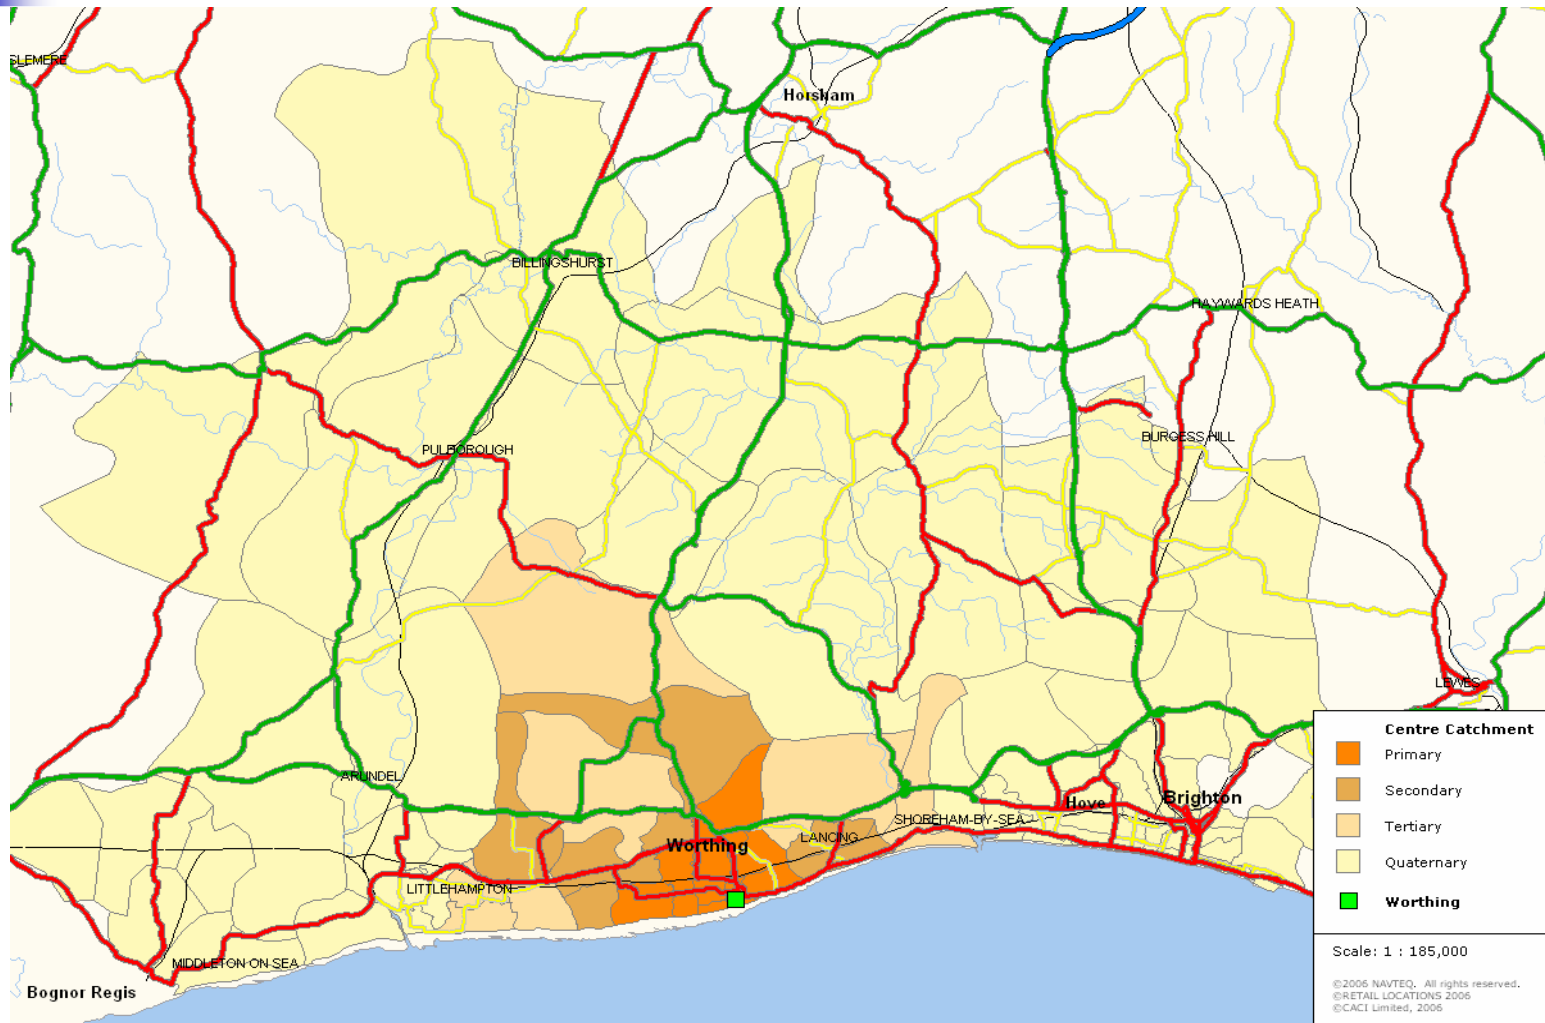 SLEMERE
Horsham
BILLINGSHURST
HAYWARDS HEATH
PULBOROUGH
BURGESS HILL
LEWES
ARUNDEL
Hove
Brighton
SHOREHAM-BY-SEA
LANCING
Worthing
LITTLEHAMPTON
MIDDLETON ON SEA
Bognor Regis
Centre Catchment
Primary
Secondary
Tertiary
Quaternary
Worthing
Scale: 1 : 185,000
©2006 NAVTEQ. All rights reserved.
©RETAIL LOCATIONS 2006
©CACI Limited, 2006